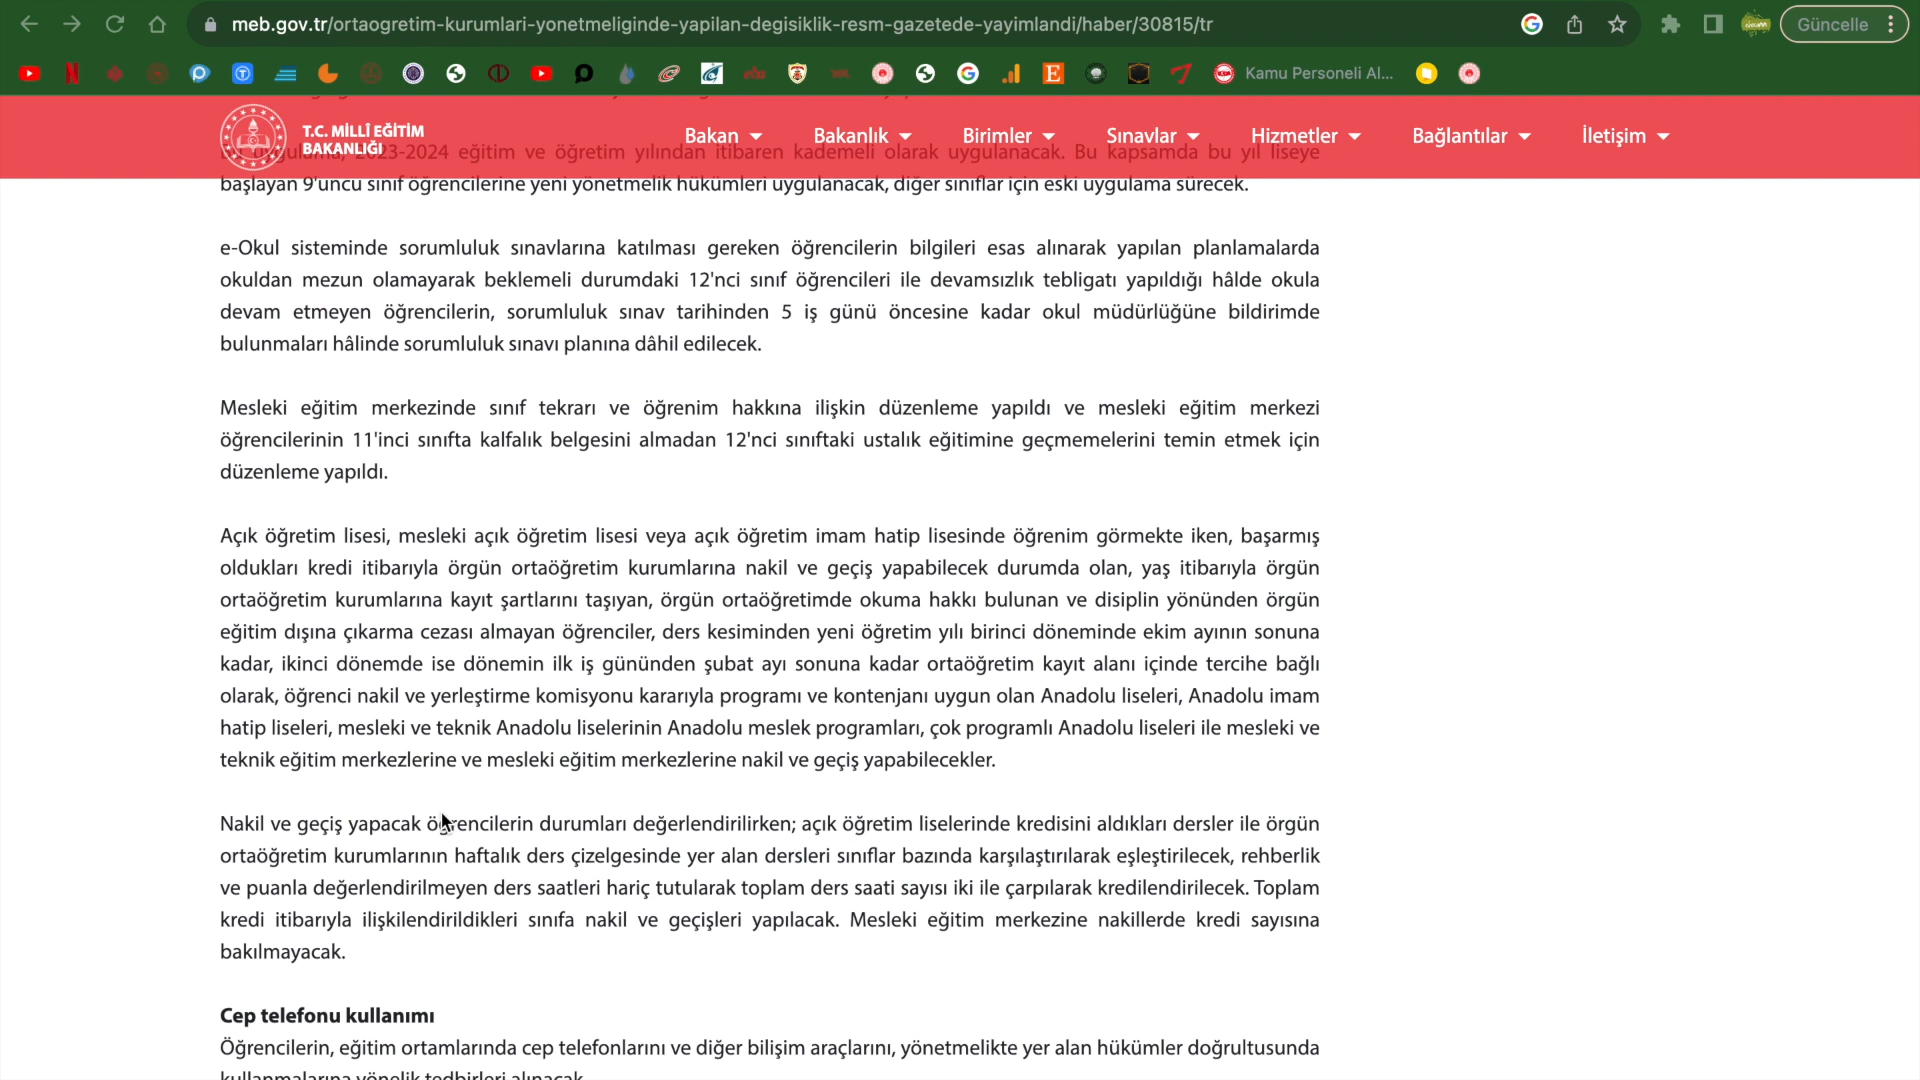 meb.gov.tr/ortaogretim-kurumlari-yonetmeliginde-yapilan-degisiklik-resm-gazetede-yayimlandi/haber/30815/tr
Güncelle
Kamu Personeli Al...
T.C. MİLLÎ EĞİTİM
BAKANLIĞI
Bakan
Bakanlık
Birimler
Sınavlar
Hizmetler
Bağlantılar
İletişim
uygulama, 2023-2024 eğitim ve öğretim yılından itibaren kademeli olarak uygulanacak. Bu kapsamda bu yıl liseye
başlayan 9'uncu sınıf öğrencilerine yeni yönetmelik hükümleri uygulanacak, diğer sınıflar için eski uygulama sürecek.
e-Okul sisteminde sorumluluk sınavlarına katılması gereken öğrencilerin bilgileri esas alınarak yapılan planlamalarda
okuldan mezun olamayarak beklemeli durumdaki 12'nci sınıf öğrencileri ile devamsızlık tebligatı yapıldığı hâlde okula
devam etmeyen öğrencilerin, sorumluluk sınav tarihinden 5 iş günü öncesine kadar okul müdürlüğüne bildirimde
bulunmaları hâlinde sorumluluk sınavı planına dâhil edilecek.
Mesleki eğitim merkezinde sınıf tekrarı ve öğrenim hakkına ilişkin düzenleme yapıldı ve mesleki eğitim merkezi
öğrencilerinin 11'inci sınıfta kalfalık belgesini almadan 12'nci sınıftaki ustalık eğitimine geçmemelerini temin etmek için
düzenleme yapıldı.
Açık öğretim lisesi, mesleki açık öğretim lisesi veya açık öğretim imam hatip lisesinde öğrenim görmekte iken, başarmış
oldukları kredi itibarıyla örgün ortaöğretim kurumlarına nakil ve geçiş yapabilecek durumda olan, yaş itibarıyla örgün
ortaöğretim kurumlarına kayıt şartlarını taşıyan, örgün ortaöğretimde okuma hakkı bulunan ve disiplin yönünden örgün
eğitim dışına çıkarma cezası almayan öğrenciler, ders kesiminden yeni öğretim yılı birinci döneminde ekim ayının sonuna
kadar, ikinci dönemde ise dönemin ilk iş gününden şubat ayı sonuna kadar ortaöğretim kayıt alanı içinde tercihe bağlı
olarak, öğrenci nakil ve yerleştirme komisyonu kararıyla programı ve kontenjanı uygun olan Anadolu liseleri, Anadolu imam
hatip liseleri, mesleki ve teknik Anadolu liselerinin Anadolu meslek programları, çok programlı Anadolu liseleri ile mesleki ve
teknik eğitim merkezlerine ve mesleki eğitim merkezlerine nakil ve geçiş yapabilecekler.
Nakil ve geçiş yapacak öğrencilerin durumları değerlendirilirken; açık öğretim liselerinde kredisini aldıkları dersler ile örgün
ortaöğretim kurumlarının haftalık ders çizelgesinde yer alan dersleri sınıflar bazında karşılaştırılarak eşleştirilecek, rehberlik
ve puanla değerlendirilmeyen ders saatleri hariç tutularak toplam ders saati sayısı iki ile çarpılarak kredilendirilecek. Toplam
kredi itibarıyla ilişkilendirildikleri sınıfa nakil ve geçişleri yapılacak. Mesleki eğitim merkezine nakillerde kredi sayısına
bakılmayacak.
Cep telefonu kullanımı
Öğrencilerin, eğitim ortamlarında cep telefonlarını ve diğer bilişim araçlarını, yönetmelikte yer alan hükümler doğrultusunda
kullanmalarına yönelik tedbirleri alınacak.